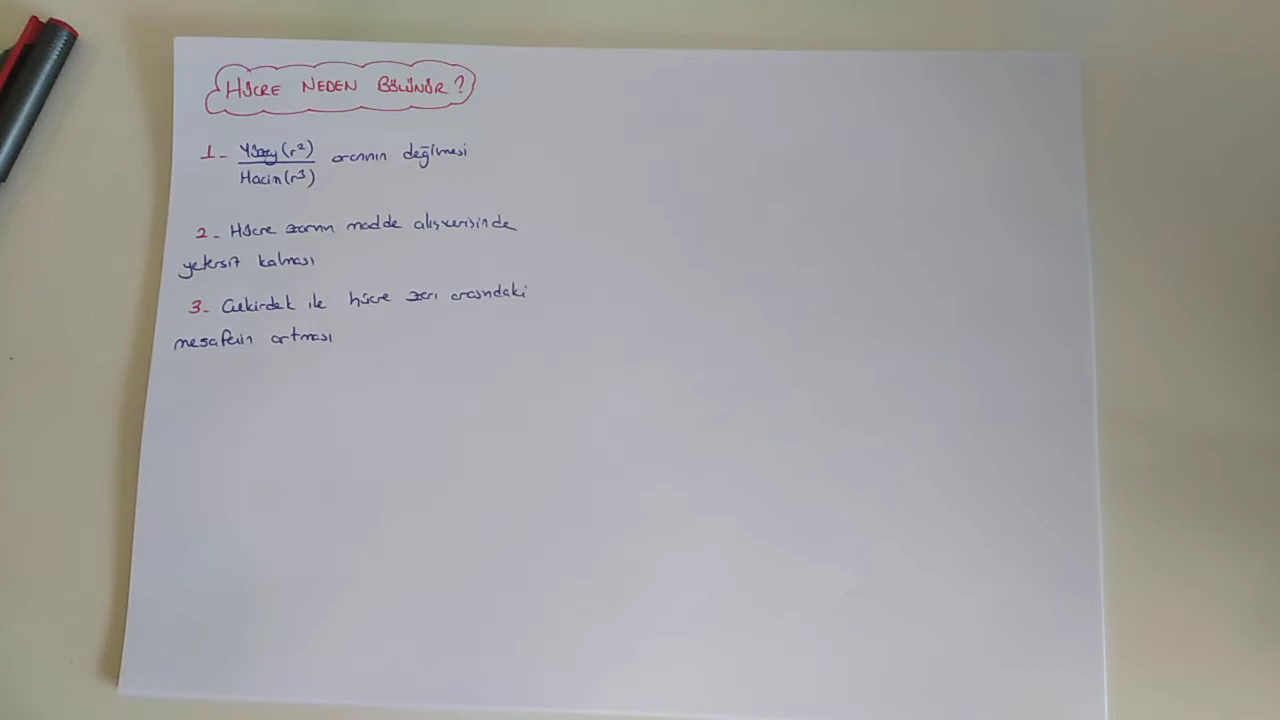 HÜCRE NEDEN BÖLÜNÜR?
1- Yüzey (r²)
Hacim (r³) oranının değişmesi
2- Hücre zarının madde alışverişinde
yetersiz kalması
3- Çekirdek ile hücre zarı arasındaki
mesafenin artması